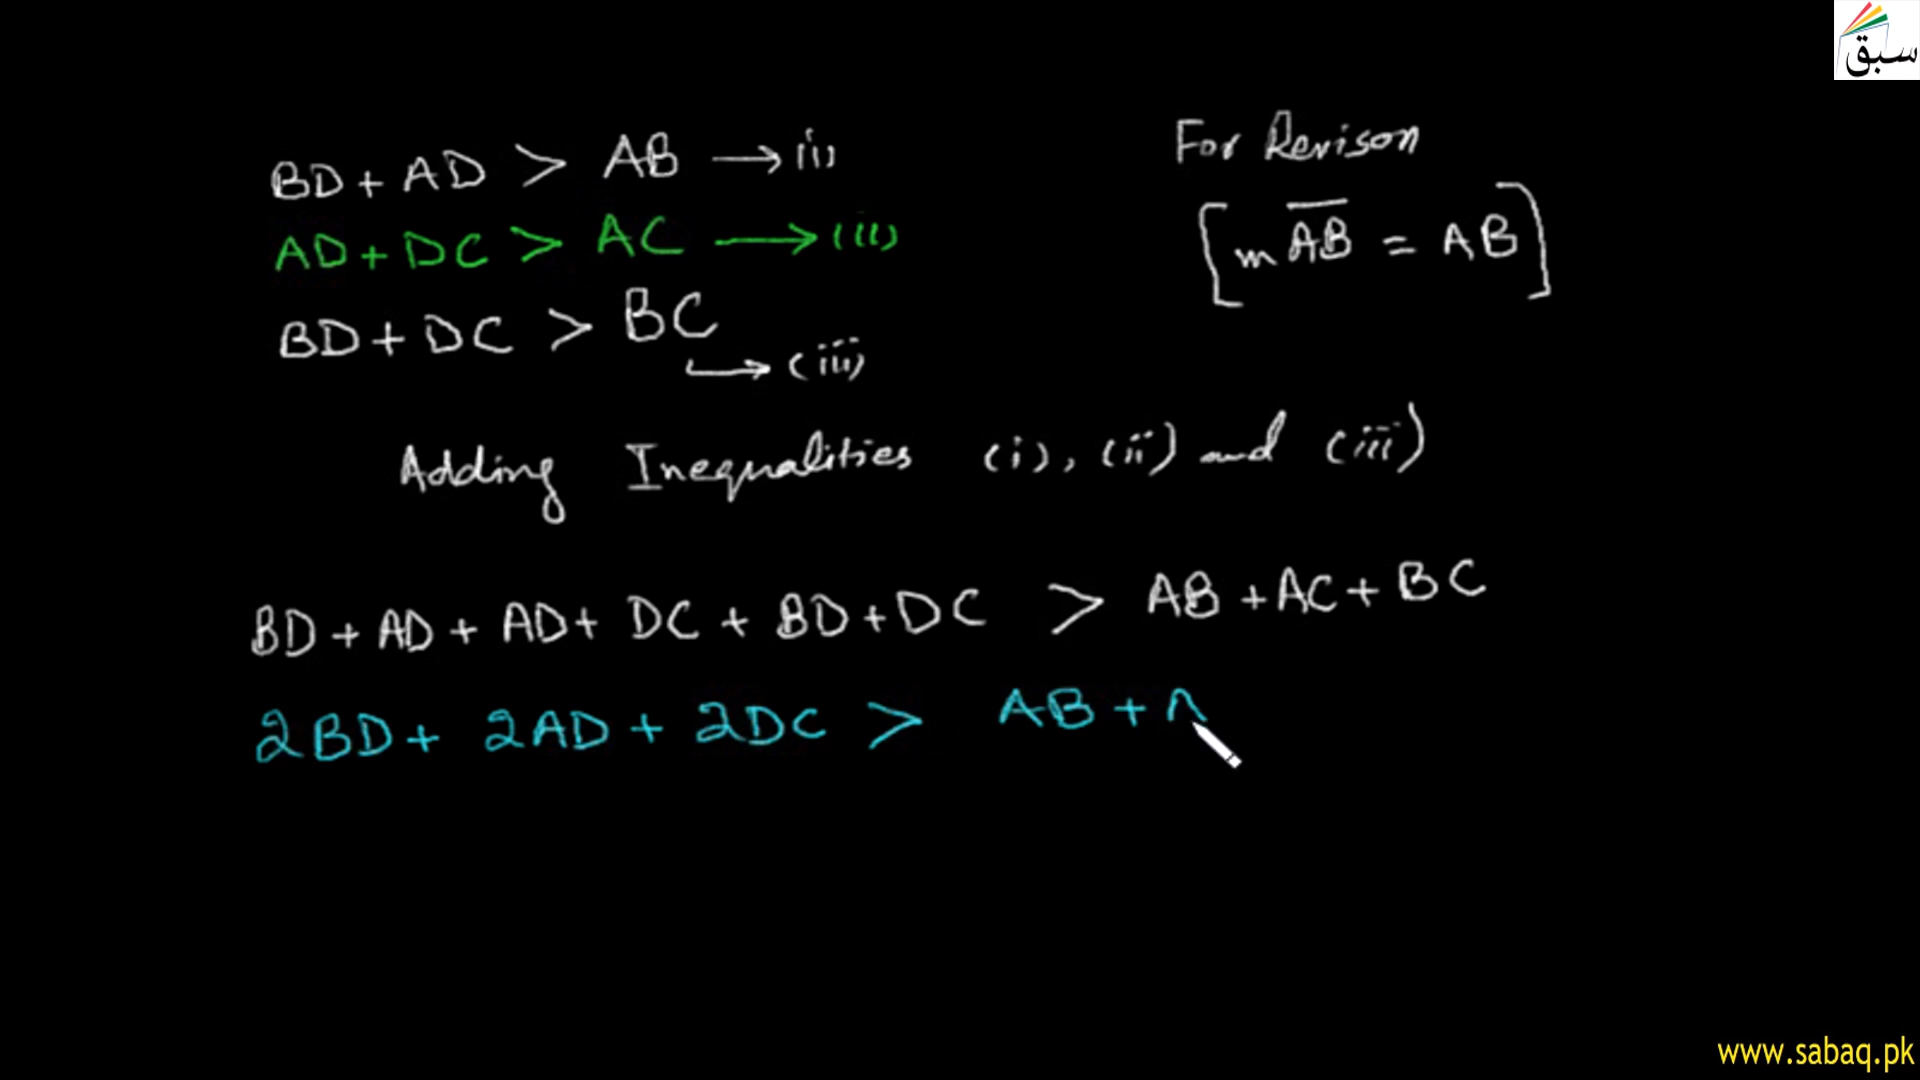 سبق
BD + AD > AB → (i)
For Revison
AD + DC > AC → (ii)
[m\overline{AB} = AB]
BD + DC > BC
→ (iii)
Adding Inequalities (i), (ii) and (iii)
BD + AD + AD + DC + BD + DC > AB + AC + BC
2BD + 2AD + 2DC > AB +
www.sabaq.pk